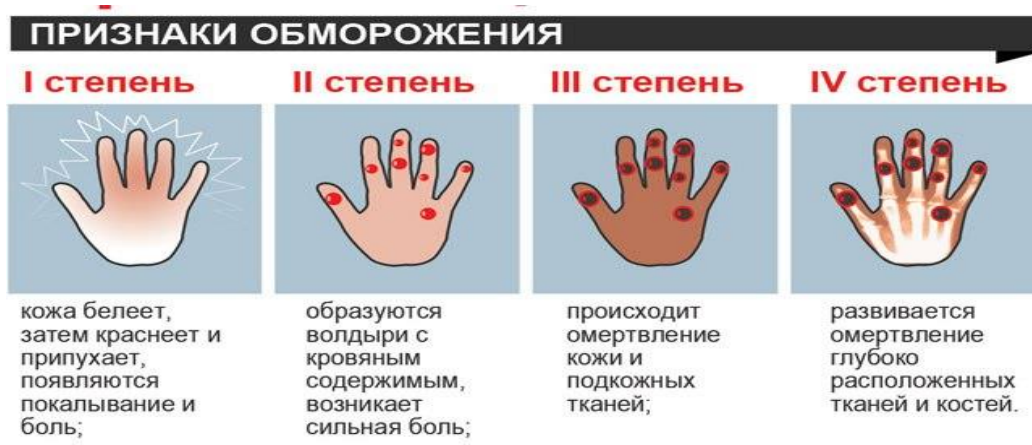 ПРИЗНАКИ ОБМОРОЖЕНИЯ
I степень
кожа белеет,
затем краснеет и
припухает,
появляются
покалывание и
боль;
II степень
образуются
волдыри с
кровяным
содержимым,
возникает
сильная боль;
III степень
происходит
омертвление
кожи и
подкожных
тканей;
IV степень
развивается
омертвление
глубоко
расположенных
тканей и костей.